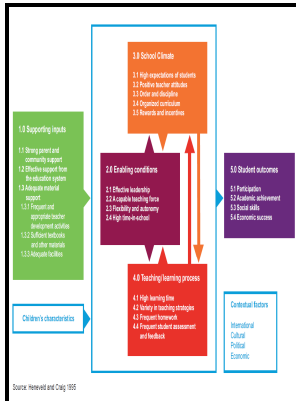 3.0 School Climate
3.1 High expectations of students
3.2 Positive teacher attitudes
3.3 Order and discipline
3.4 Organized curriculum
3.5 Rewards and incentives
1.0 Supporting inputs
1.1 Strong parent and
community support
1.2 Effective support from
the education system
1.3 Adequate material
support
1.3.1 Frequent and
appropriate teacher
development activities
1.3.2 Sufficient textbooks
and other materials
1.3.3 Adequate facilities
2.0 Enabling conditions
2.1 Effective leadership
2.2 A capable teaching force
2.3 Flexibility and autonomy
2.4 High time-in-school
5.0 Student outcomes
5.1 Participation
5.2 Academic achievement
5.3 Social skills
5.4 Economic success
4.0 Teaching/learning process
4.1 High learning time
4.2 Variety in teaching strategies
4.3 Frequent homework
4.4 Frequent student assessment
and feedback
Children's characteristics
Contextual factors
International
Cultural
Political
Economic
Source: Heneveld and Craig 1995